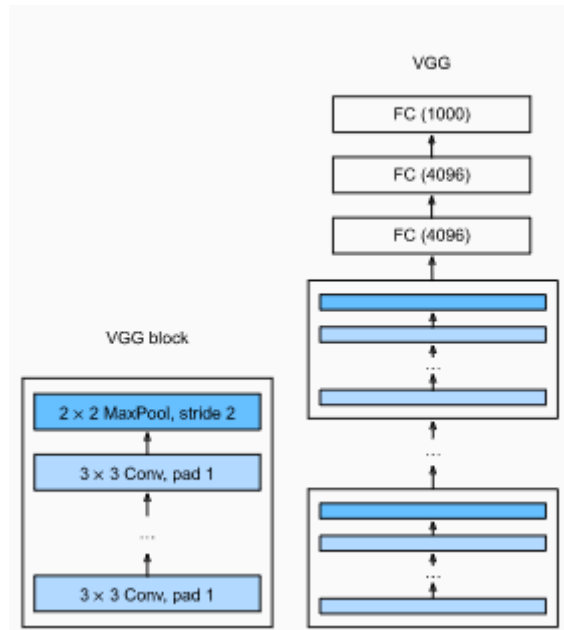 VGG
FC (1000)
FC (4096)
FC (4096)
...
...
...
VGG block
2 × 2 MaxPool, stride 2
3 × 3 Conv, pad 1
...
3 × 3 Conv, pad 1